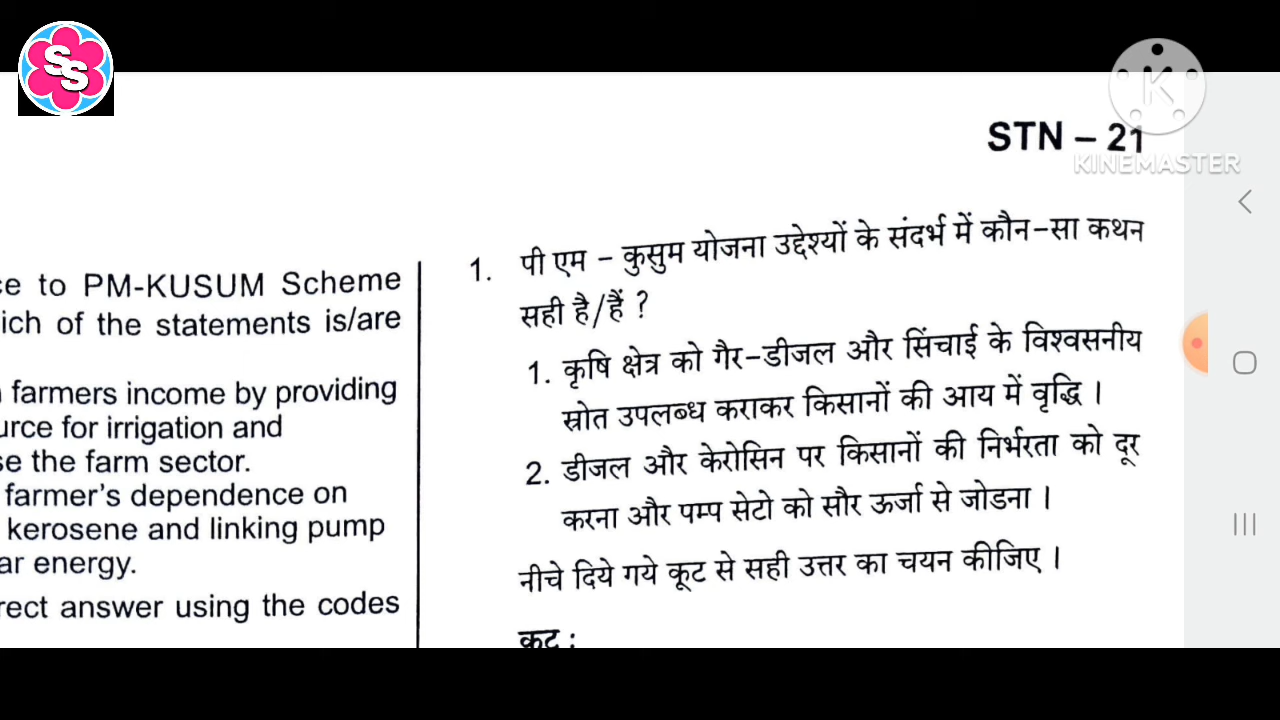 SS
KINEMASTER
STN – 21
ce to PM-KUSUM Scheme
ich of the statements is/are
farmers income by providing
urce for irrigation and
se the farm sector.
farmer's dependence on
kerosene and linking pump
ar energy.
rect answer using the codes
1. पी एम – कुसुम योजना उद्देश्यों के संदर्भ में कौन-सा कथन
सही है/हैं ?
1. कृषि क्षेत्र को गैर-डीजल और सिंचाई के विश्वसनीय
स्रोत उपलब्ध कराकर किसानों की आय में वृद्धि ।
2. डीजल और केरोसिन पर किसानों की निर्भरता को दूर
करना और पम्प सेटो को सौर ऊर्जा से जोडना ।
नीचे दिये गये कूट से सही उत्तर का चयन कीजिए ।
कूट :